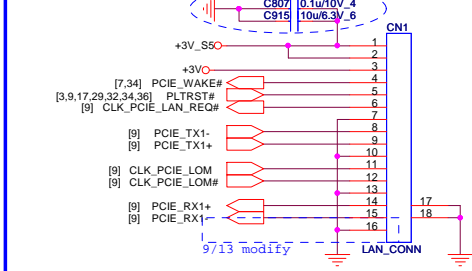 C807 0.1u/10V_4
C915 10u/6.3V_6
CN1
+3V_S5 1
2
+3V 3
[7,34] PCIE_WAKE# 4
[3,9,17,29,32,34,36] PLTRST# 5
[9] CLK_PCIE_LAN_REQ# 6
7
[9] PCIE_TX1- 8
[9] PCIE_TX1+ 9
10
[9] CLK_PCIE_LOM 11
[9] CLK_PCIE_LOM# 12
13
[9] PCIE_RX1+ 14 17
[9] PCIE_RX1- 15 18
16
9/13 modify LAN_CONN